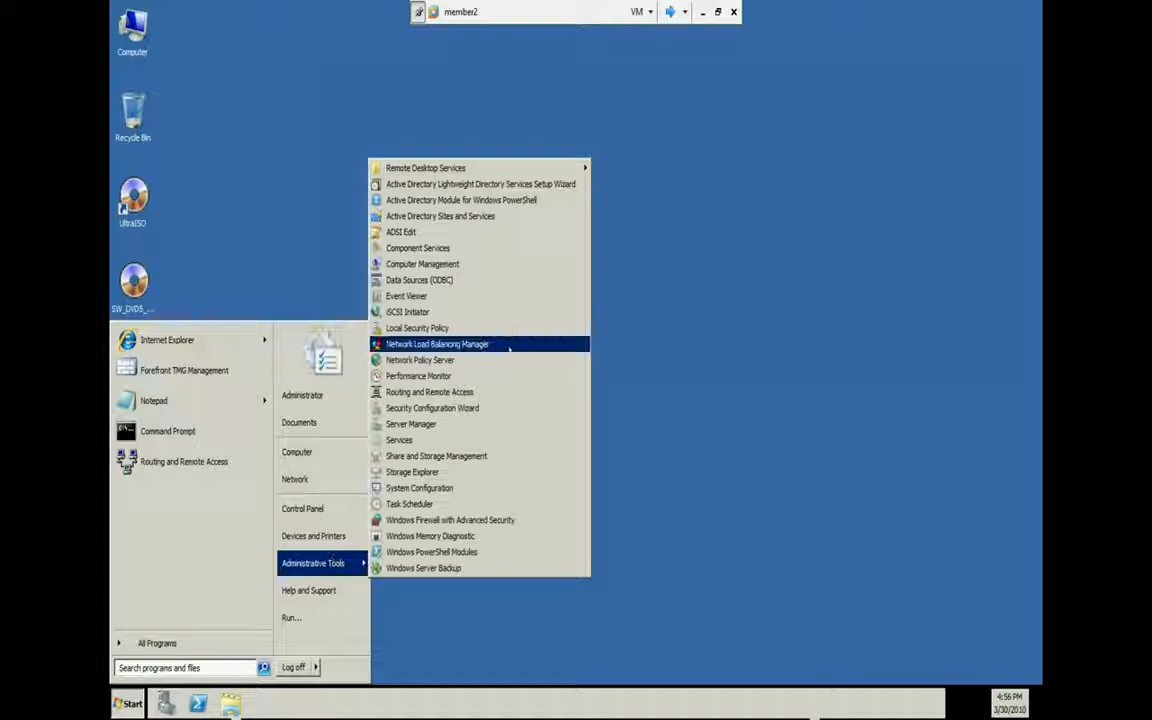 member2
VM
Computer
Recycle Bin
UltraISO
SW_DVD5_...
Remote Desktop Services
Active Directory Lightweight Directory Services Setup Wizard
Active Directory Module for Windows PowerShell
Active Directory Sites and Services
ADSI Edit
Component Services
Computer Management
Data Sources (ODBC)
Event Viewer
iSCSI Initiator
Local Security Policy
Network Load Balancing Manager
Network Policy Server
Performance Monitor
Routing and Remote Access
Security Configuration Wizard
Server Manager
Services
Share and Storage Management
Storage Explorer
System Configuration
Task Scheduler
Windows Firewall with Advanced Security
Windows Memory Diagnostic
Windows PowerShell Modules
Windows Server Backup
Internet Explorer
Forefront TMG Management
Notepad
Command Prompt
Routing and Remote Access
All Programs
Search programs and files
Administrator
Documents
Computer
Network
Control Panel
Devices and Printers
Administrative Tools
Help and Support
Run...
Log off
Start
4:56 PM
3/30/2010